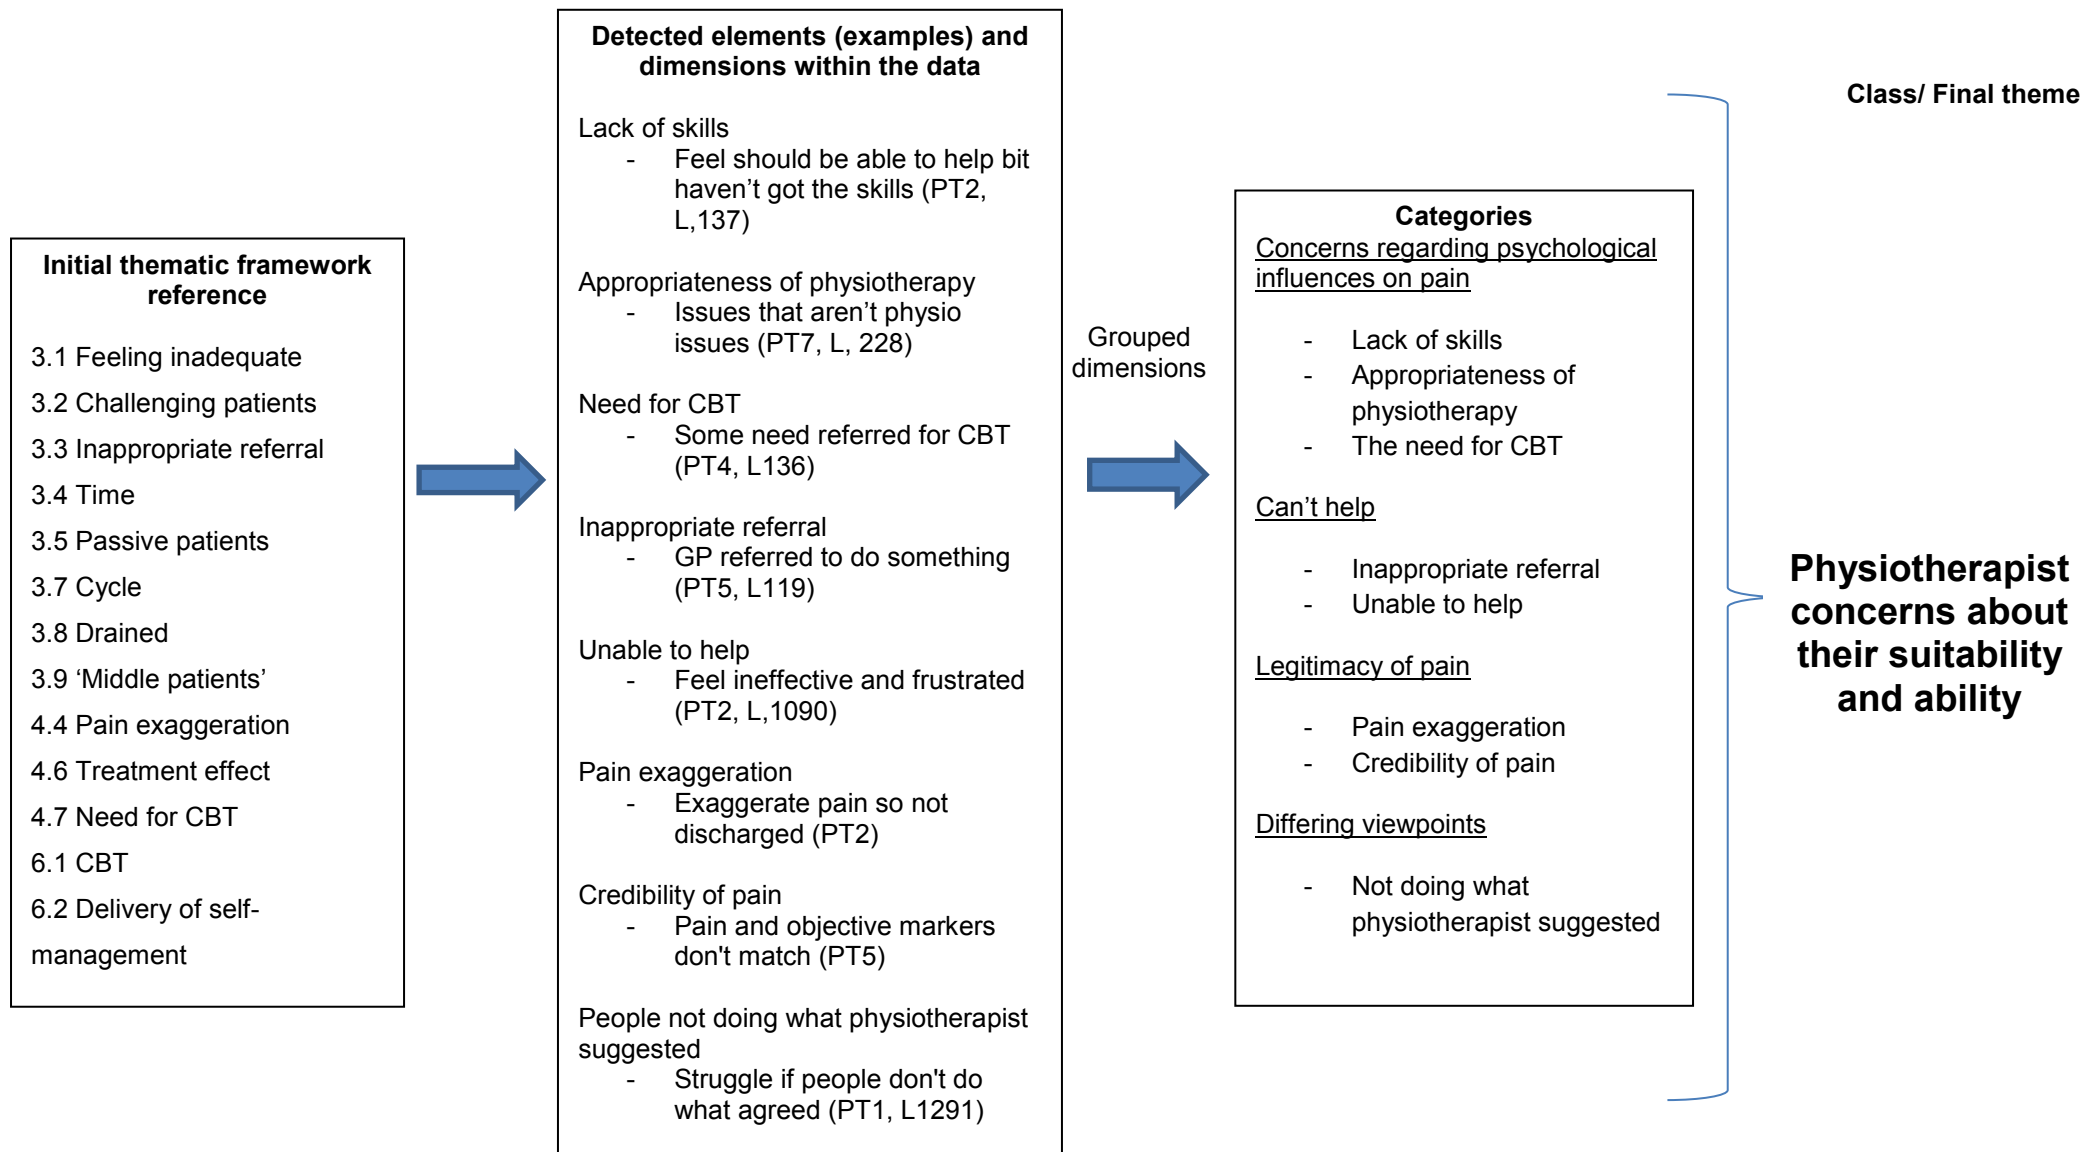 Initial thematic framework
reference
3.1 Feeling inadequate
3.2 Challenging patients
3.3 Inappropriate referral
3.4 Time
3.5 Passive patients
3.7 Cycle
3.8 Drained
3.9 ‘Middle patients’
4.4 Pain exaggeration
4.6 Treatment effect
4.7 Need for CBT
6.1 CBT
6.2 Delivery of self-
management
Detected elements (examples) and
dimensions within the data
Lack of skills
- Feel should be able to help bit
haven’t got the skills (PT2,
L,137)
Appropriateness of physiotherapy
- Issues that aren’t physio
issues (PT7, L, 228)
Need for CBT
- Some need referred for CBT
(PT4, L136)
Inappropriate referral
- GP referred to do something
(PT5, L119)
Unable to help
- Feel ineffective and frustrated
(PT2, L,1090)
Pain exaggeration
- Exaggerate pain so not
discharged (PT2)
Credibility of pain
- Pain and objective markers
don't match (PT5)
People not doing what physiotherapist
suggested
- Struggle if people don't do
what agreed (PT1, L1291)
Grouped
dimensions
Categories
Concerns regarding psychological
influences on pain
- Lack of skills
- Appropriateness of
physiotherapy
- The need for CBT
Can’t help
- Inappropriate referral
- Unable to help
Legitimacy of pain
- Pain exaggeration
- Credibility of pain
Differing viewpoints
- Not doing what
physiotherapist suggested
Class/ Final theme
Physiotherapist
concerns about
their suitability
and ability